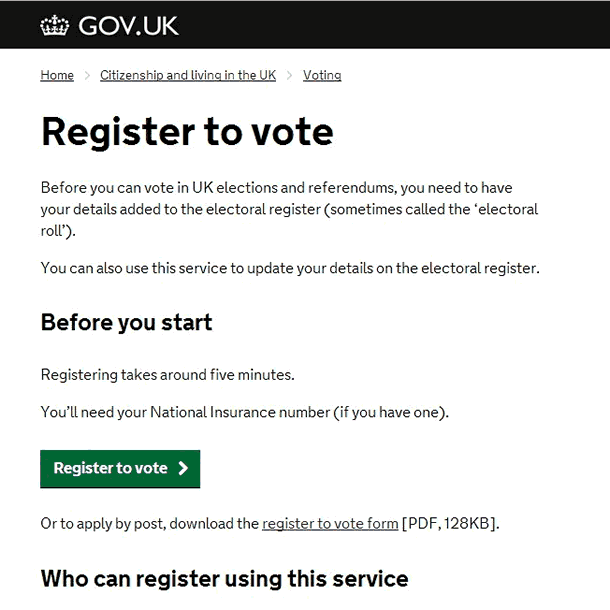 GOV.UK
Home > Citizenship and living in the UK > Voting
Register to vote
Before you can vote in UK elections and referendums, you need to have
your details added to the electoral register (sometimes called the ‘electoral
roll’).
You can also use this service to update your details on the electoral register.
Before you start
Registering takes around five minutes.
You’ll need your National Insurance number (if you have one).
Register to vote >
Or to apply by post, download the register to vote form [PDF, 128KB].
Who can register using this service